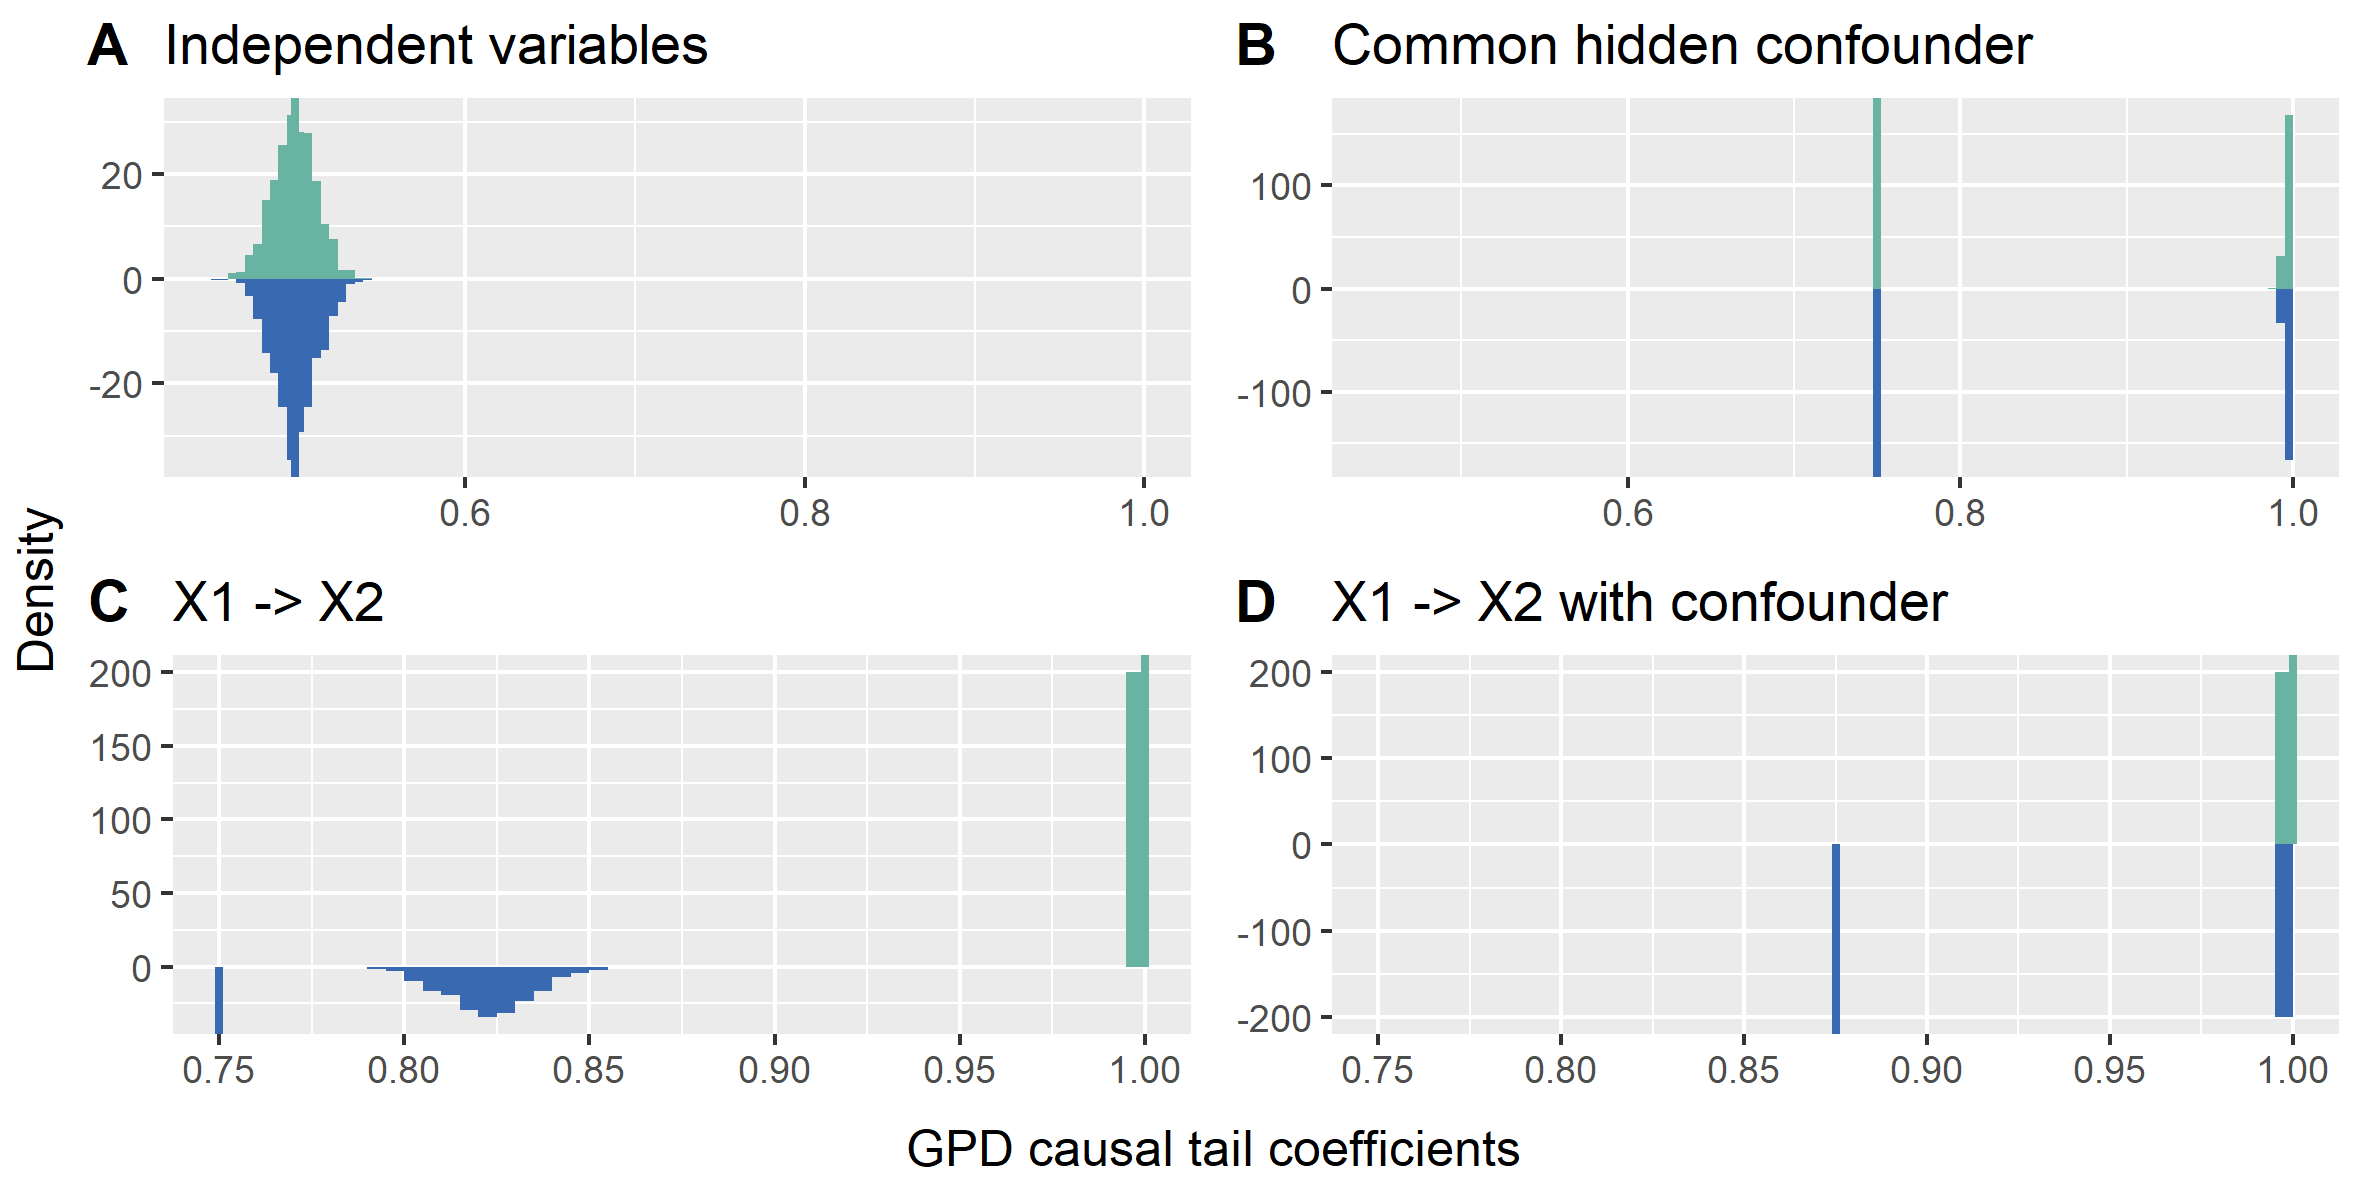 A Independent variables
20
0
-20
0.6 0.8 1.0
B Common hidden confounder
100
0
-100
0.6 0.8 1.0
Density
C X1 -> X2
200
150
100
50
0
0.75 0.80 0.85 0.90 0.95 1.00
D X1 -> X2 with confounder
200
100
0
-100
-200
0.75 0.80 0.85 0.90 0.95 1.00
GPD causal tail coefficients